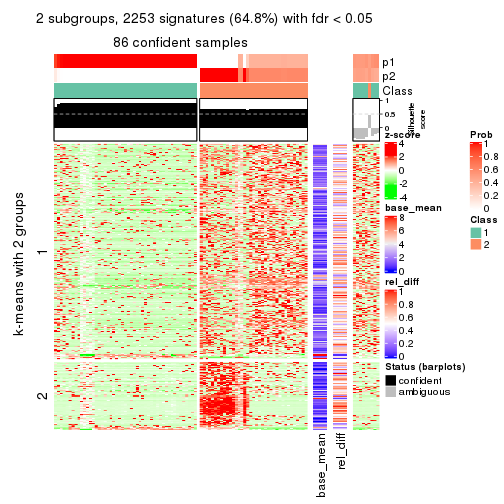 2 subgroups, 2253 signatures (64.8%) with fdr < 0.05
86 confident samples
p1
p2
Class
1
0.5
0
Silhouette
score
k-means with 2 groups
1
2
base_mean
rel_diff
z-score
4
2
0
-2
-4
base_mean
8
6
4
2
0
rel_diff
1
0.8
0.6
0.4
0.2
0
Status (barplots)
confident
ambiguous
Prob
1
0.8
0.6
0.4
0.2
0
Class
1
2